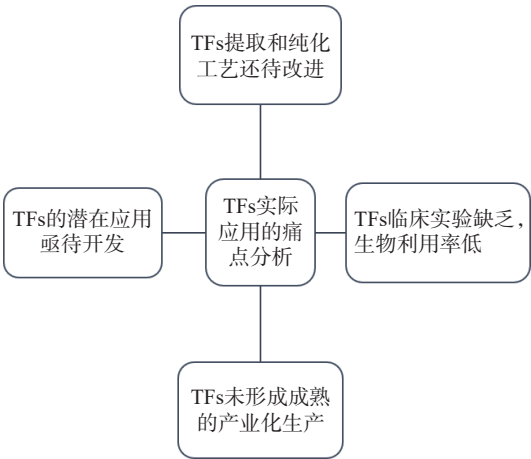 TFs提取和纯化
工艺还待改进
TFs的潜在应用
亟待开发
TFs实际
应用的痛
点分析
TFs临床实验缺乏，
生物利用率低
TFs未形成成熟
的产业化生产